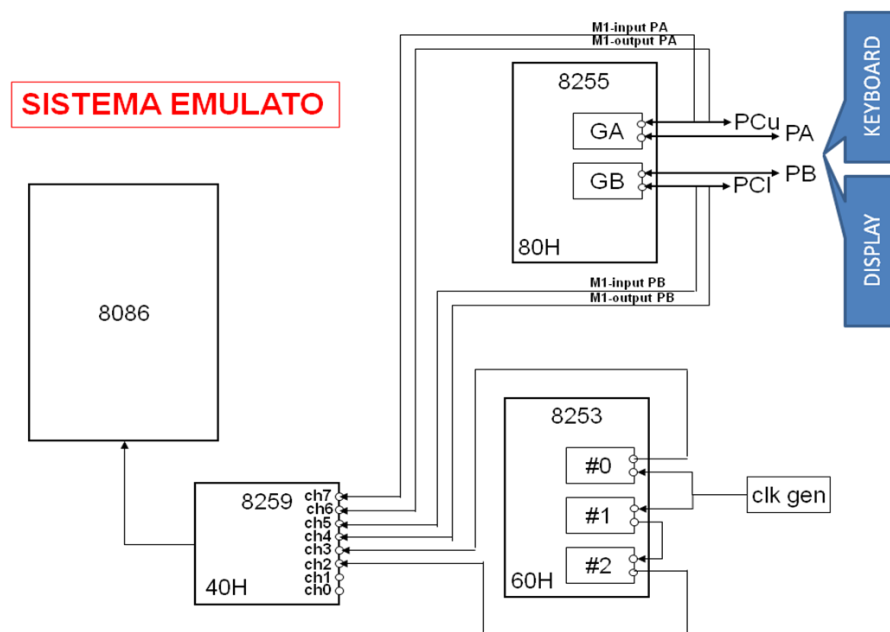 M1-input PA
M1-output PA
SISTEMA EMULATO
8255
GA
GB
80H
PCu
PA
PB
PCl
KEYBOARD
DISPLAY
M1-input PB
M1-output PB
8086
8259
ch7
ch6
ch5
ch4
ch3
ch2
ch1
ch0
40H
8253
#0
#1
#2
60H
clk gen